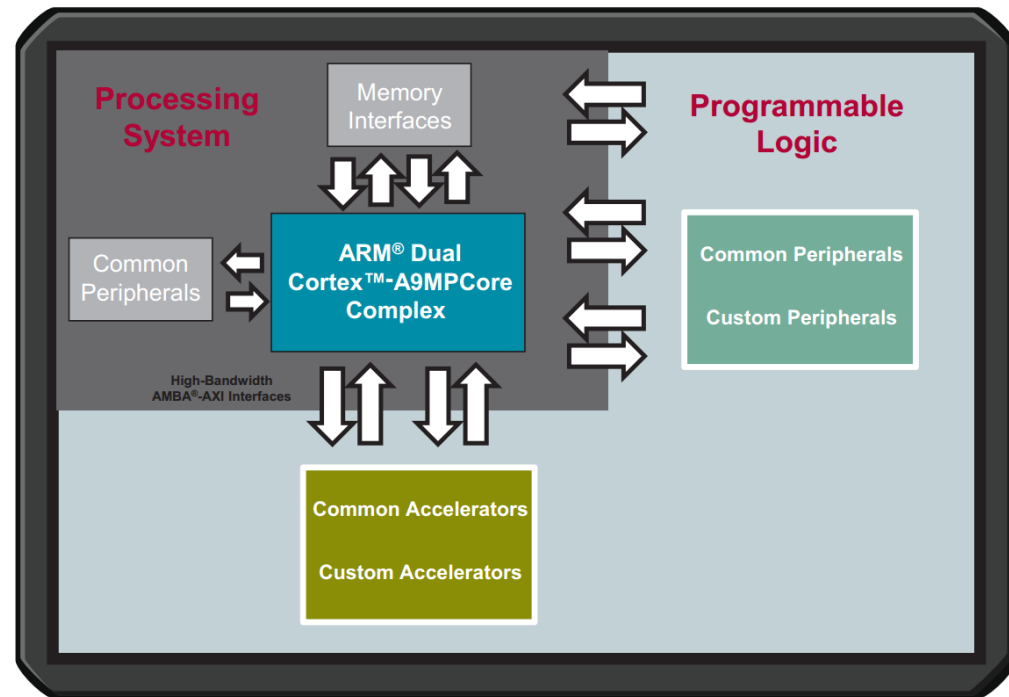 Processing
System
Memory
Interfaces
Programmable
Logic
Common
Peripherals
ARM® Dual
Cortex™-A9MPCore
Complex
Common Peripherals
Custom Peripherals
High-Bandwidth
AMBA®-AXI Interfaces
Common Accelerators
Custom Accelerators